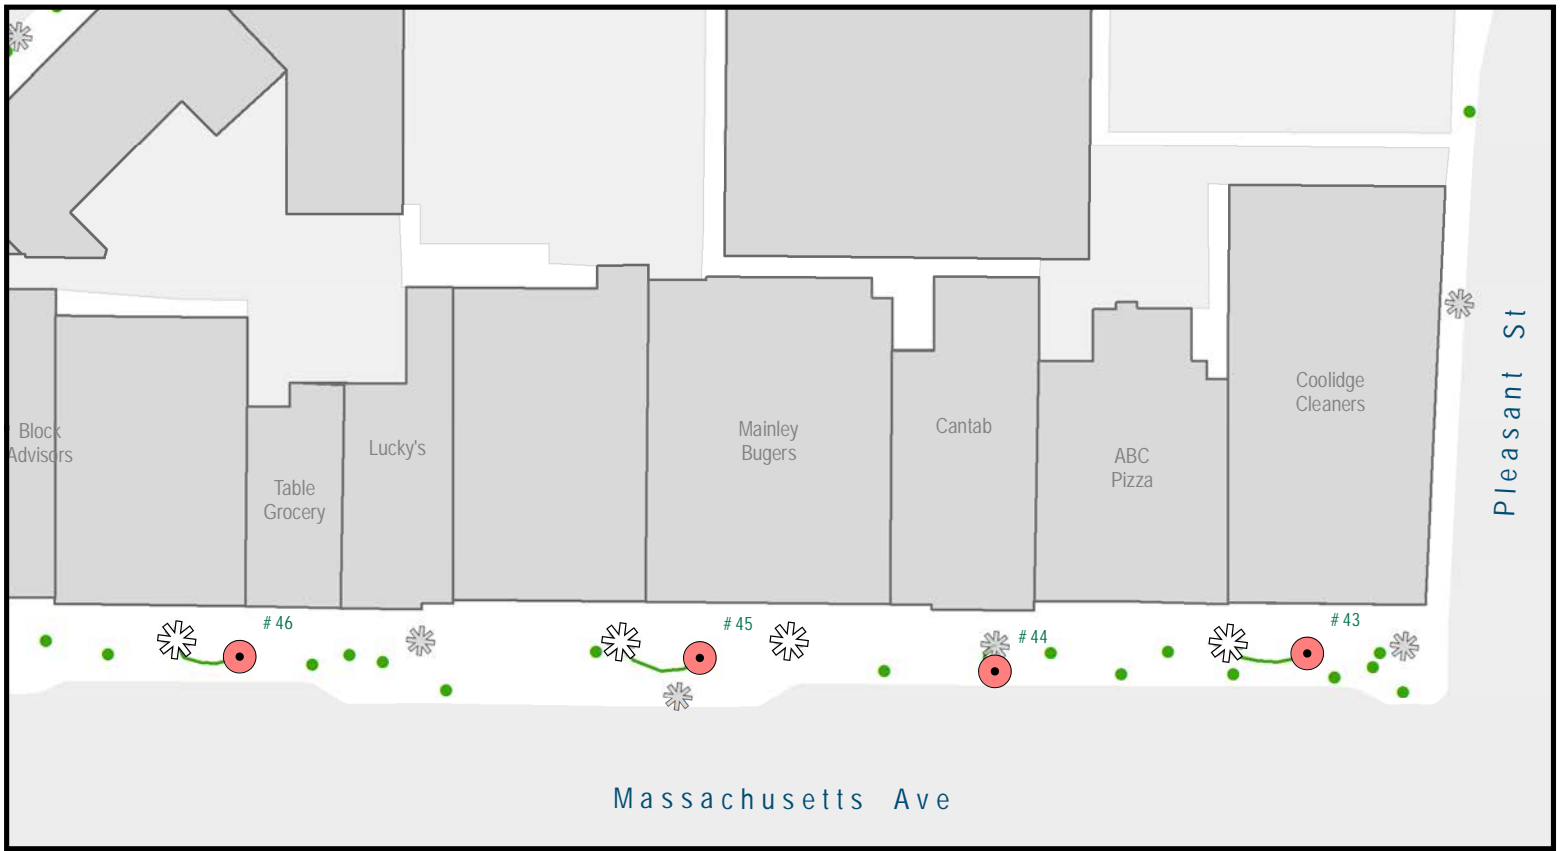 Block
Advisors
Table
Grocery
Lucky's
Mainley
Bugers
Cantab
ABC
Pizza
Coolidge
Cleaners
Pleasant St
# 46
# 45
# 44
# 43
Massachusetts Ave